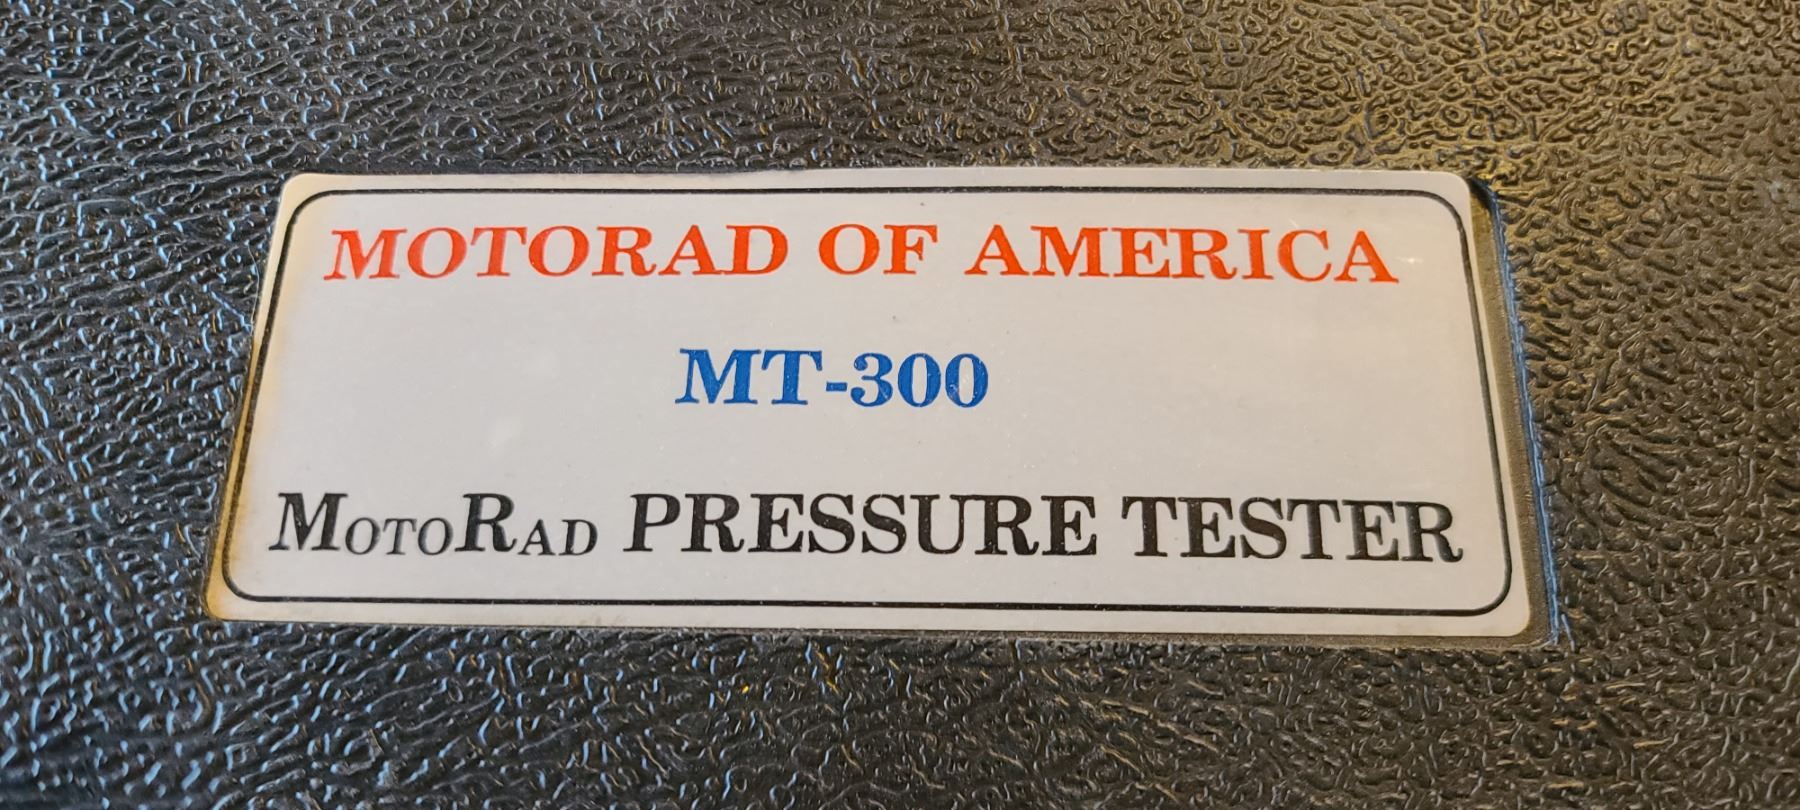 MOTORAD OF AMERICA
MT-300
MOTORAD PRESSURE TESTER